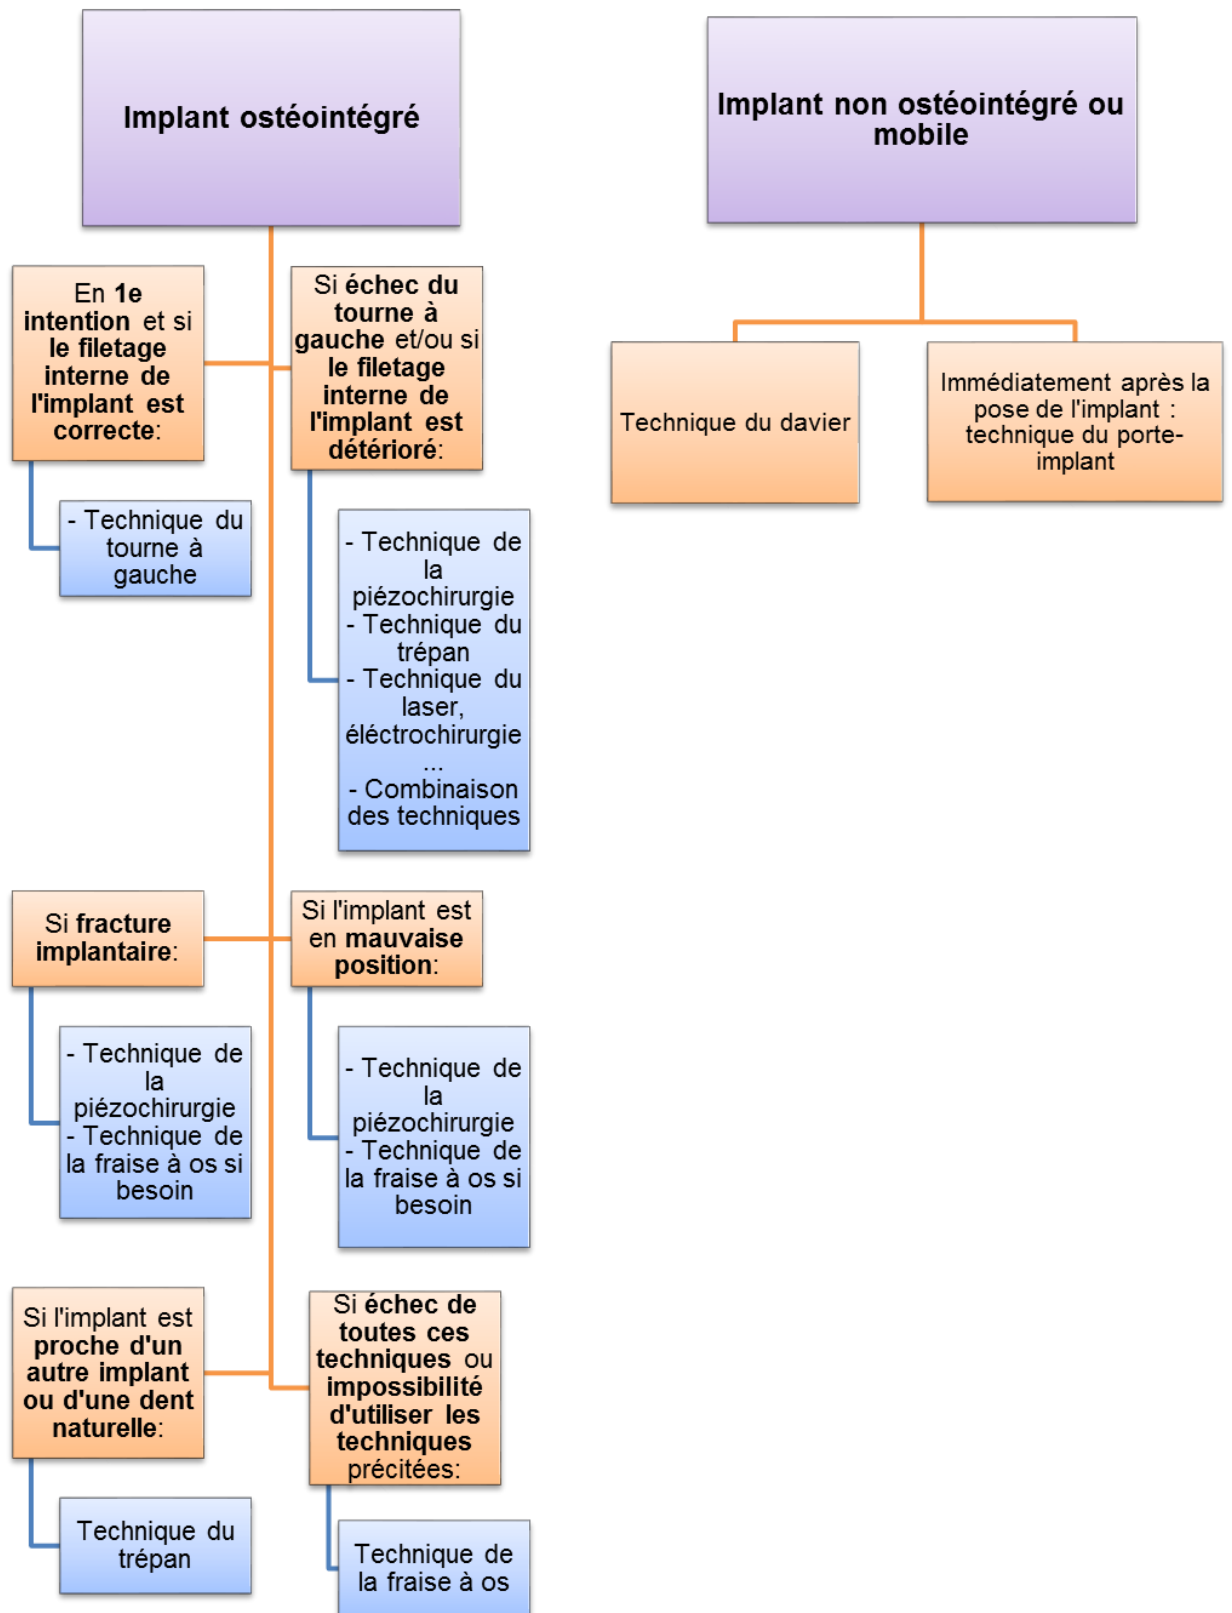 Implant ostéointégré
Implant non ostéointégré ou
mobile
En 1e
intention et si
le filetage
interne de
l'implant est
correcte:
- Technique du
tourne à
gauche
Si échec du
tourne à
gauche et/ou si
le filetage
interne de
l'implant est
détérioré:
- Technique de
la
piézochirurgie
- Technique du
trépan
- Technique du
laser,
éléctrochirurgie
...
- Combinaison
des techniques
Si fracture
implantaire:
- Technique de
la
piézochirurgie
- Technique de
la fraise à os si
besoin
Si l'implant est
en mauvaise
position:
- Technique de
la
piézochirurgie
- Technique de
la fraise à os si
besoin
Si l'implant est
proche d'un
autre implant
ou d'une dent
naturelle:
Technique du
trépan
Si échec de
toutes ces
techniques ou
impossibilité
d'utiliser les
techniques
précitées:
Technique de
la fraise à os
Technique du davier
Immédiatement après la
pose de l'implant :
technique du porte-
implant